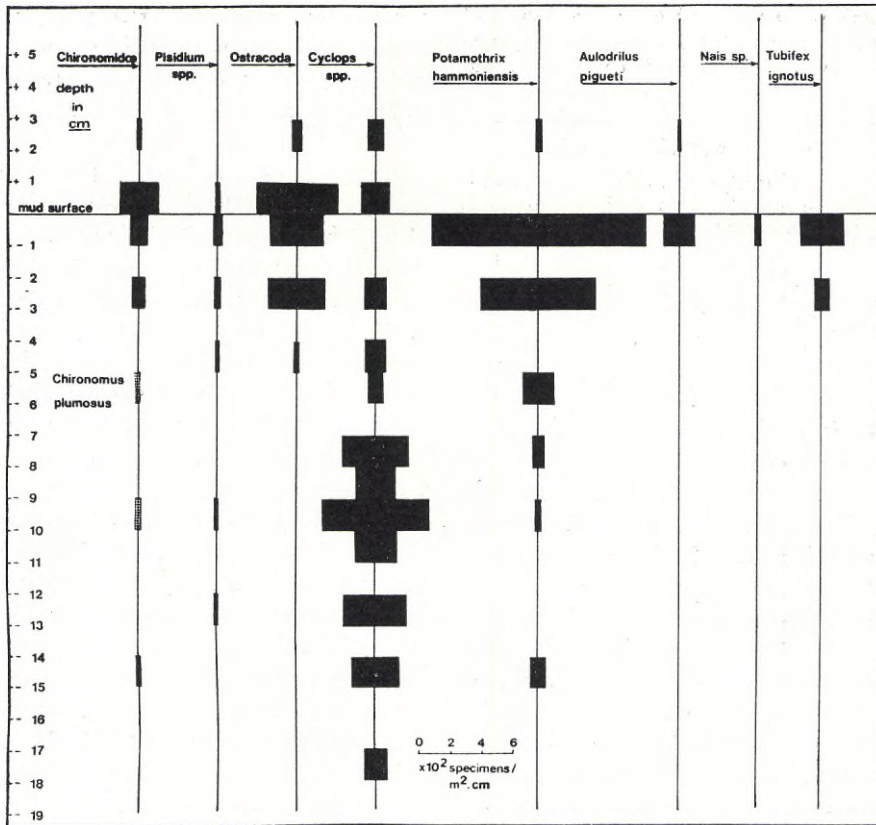 Chironomidae Pisidium spp. Ostracoda Cyclops spp. Potamothrix hammoniensis Aulodrilus pigueti Nais sp. Tubifex ignotus
depth
in
cm
+ 5
+ 4
+ 3
+ 2
+ 1
mud surface
- 1
- 2
- 3
- 4
- 5
Chironomus
plumosus
- 6
- 7
- 8
- 9
- 10
- 11
- 12
- 13
- 14
- 15
- 16
- 17
- 18
- 19
0 2 4 6
x10² specimens/
m².cm